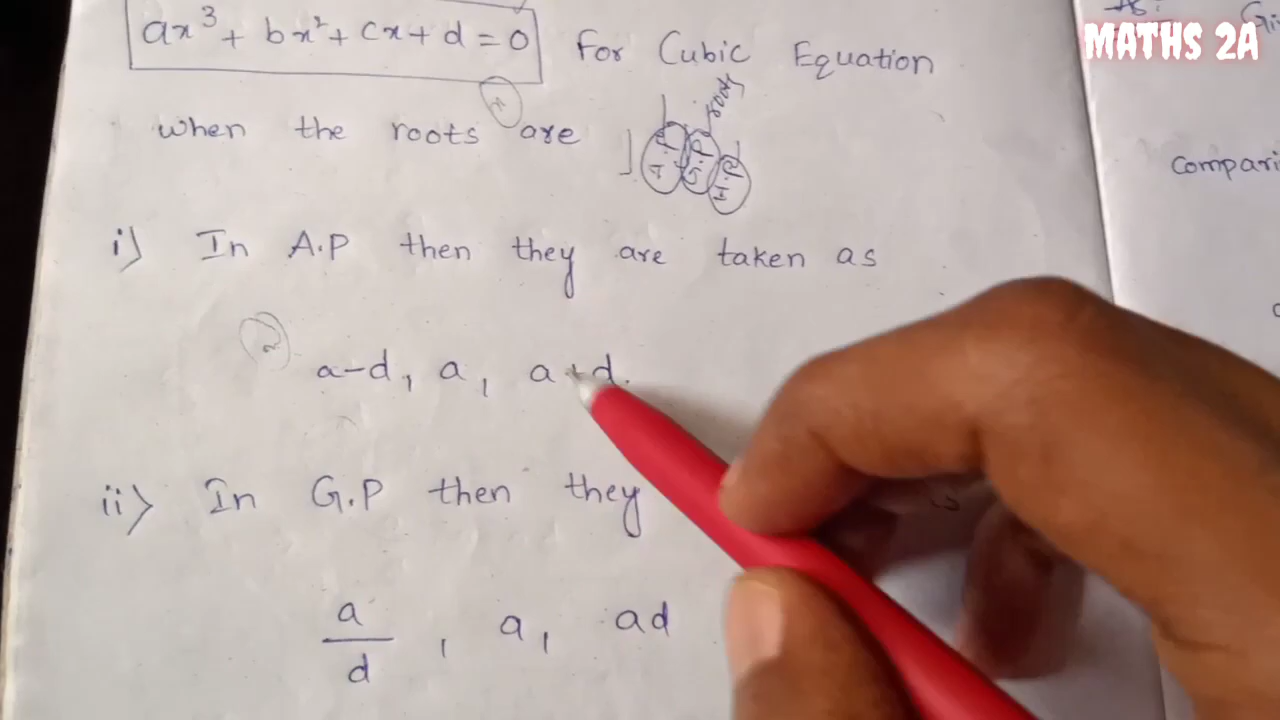 MATHS 2A
ax³ + bx² + cx + d = 0 For Cubic Equation
when the roots are
roots
A.P G.P H.P
i) In A.P then they are taken as
a-d, a, a+d.
ii) In G.P then they
a/d, a, ad
Compari